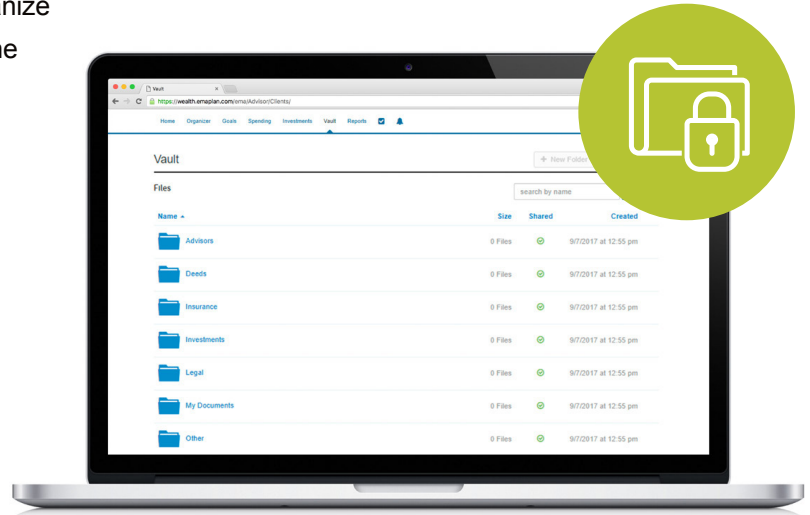 anize
ne
Vault
https://wealth.emaplan.com/ema/Advisor/Clients/
Home Organizer Goals Spending Investments Vault Reports
Vault
+ New Folder
Files
search by name
Name Size Shared Created
Advisors 0 Files 9/7/2017 at 12:55 pm
Deeds 0 Files 9/7/2017 at 12:55 pm
Insurance 0 Files 9/7/2017 at 12:55 pm
Investments 0 Files 9/7/2017 at 12:55 pm
Legal 0 Files 9/7/2017 at 12:55 pm
My Documents 0 Files 9/7/2017 at 12:55 pm
Other 0 Files 9/7/2017 at 12:55 pm